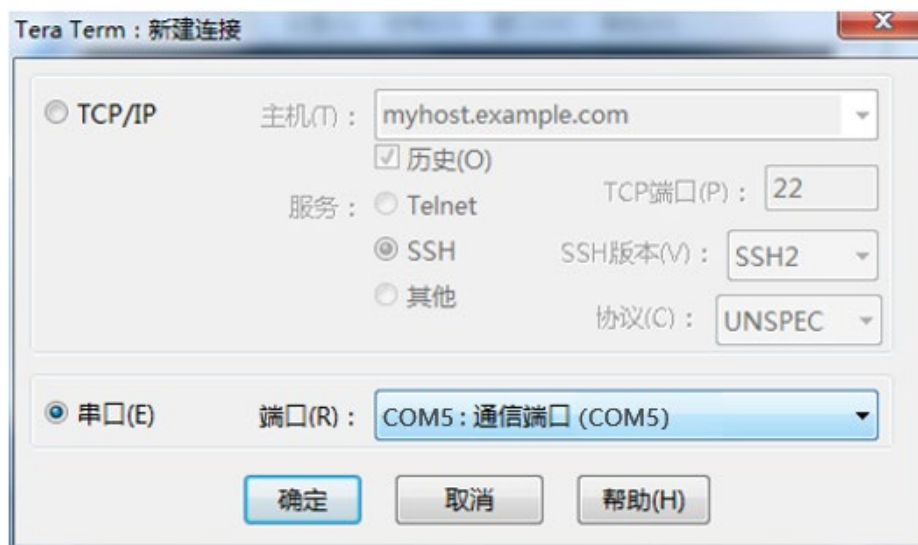 Tera Term : 新建连接
TCP/IP
主机(T) : myhost.example.com
历史(O)
服务 : Telnet TCP端口(P) : 22
SSH SSH版本(V) : SSH2
其他 协议(C) : UNSPEC
串口(E) 端口(R) : COM5 : 通信端口 (COM5)
确定 取消 帮助(H)